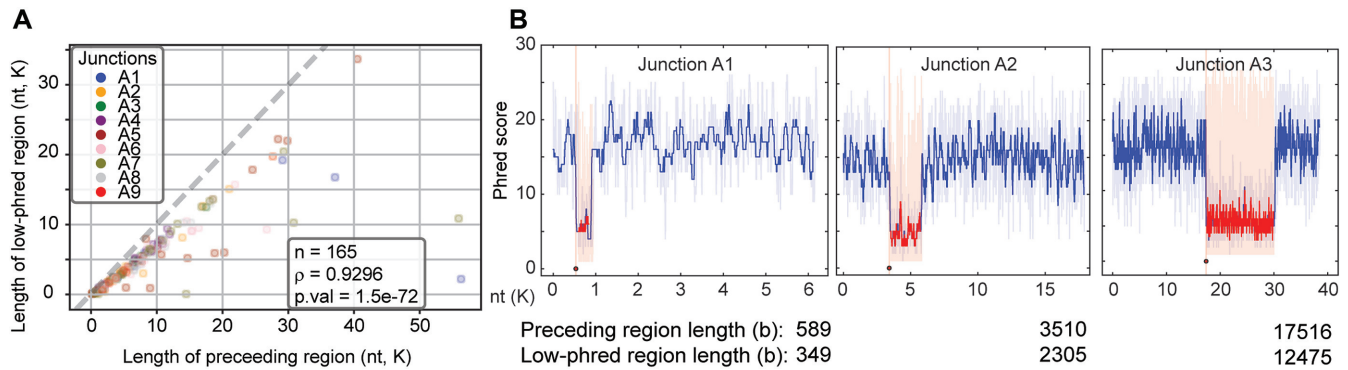 A
Length of low-phred region (nt, K)
30
20
10
0
Junctions
A1
A2
A3
A4
A5
A6
A7
A8
A9
n = 165
ρ = 0.9296
p.val = 1.5e-72
0 10 20 30 40 50
Length of preceeding region (nt, K)
B
Phred score
30
20
10
0
Junction A1
Junction A2
Junction A3
nt (K)
0 1 2 3 4 5 6
0 5 10 15
0 10 20 30 40
Preceding region length (b): 589 3510 17516
Low-phred region length (b): 349 2305 12475